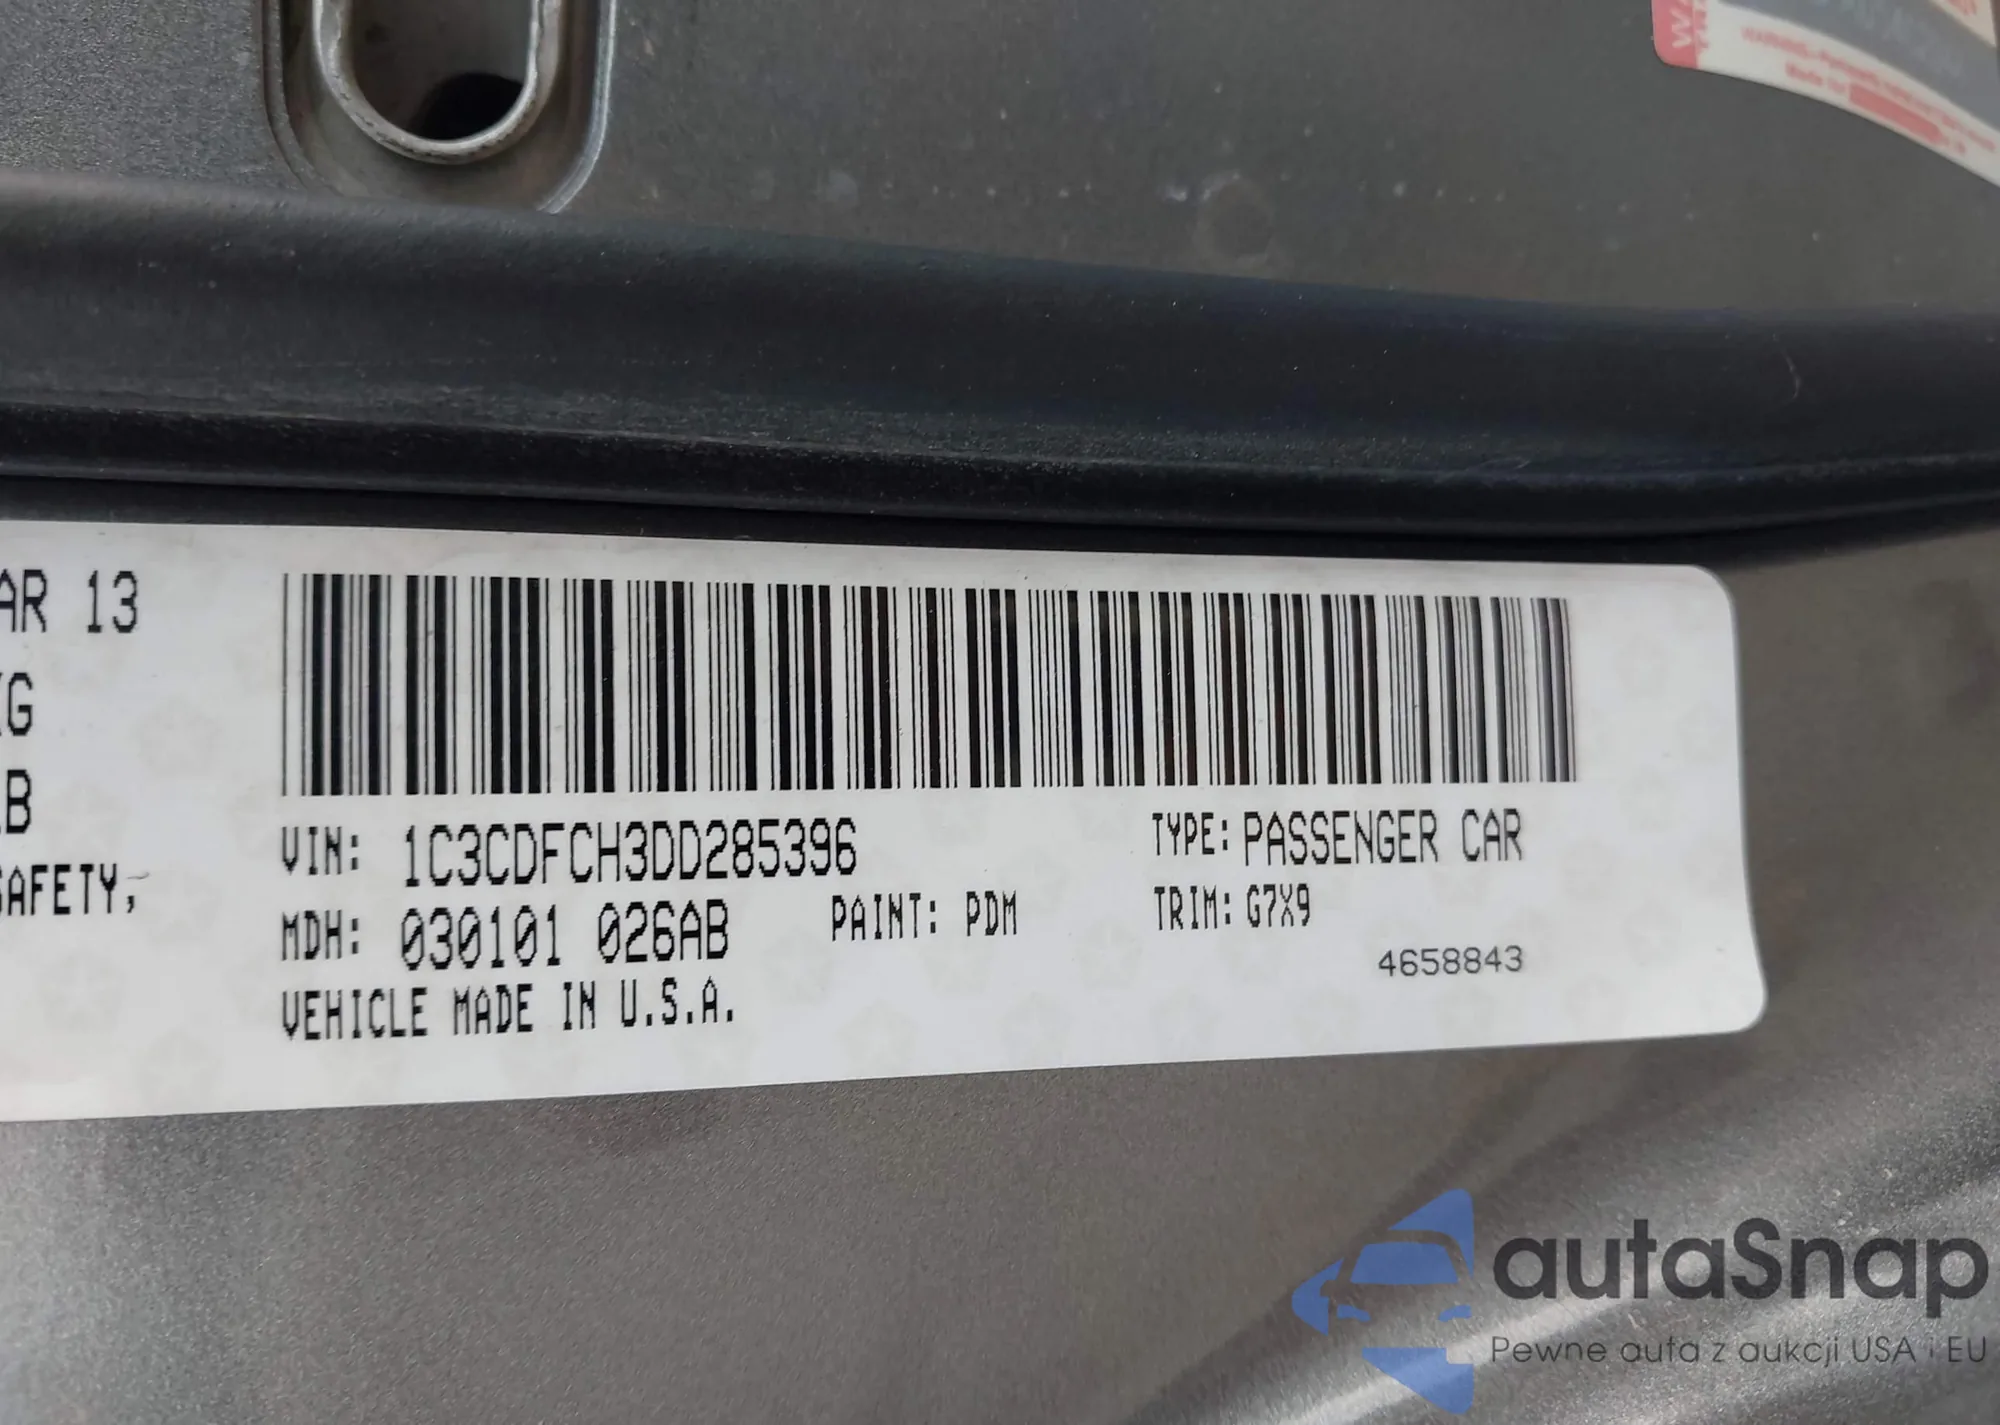 WARNING:
AR 13
G
B
SAFETY,
VIN: 1C3CDFCH3DD285396
TYPE: PASSENGER CAR
MDH: 030101 026AB
PAINT: PDM
TRIM: G7X9
4658843
VEHICLE MADE IN U.S.A.
autaSnap
Pewne auta z aukcji USA i EU